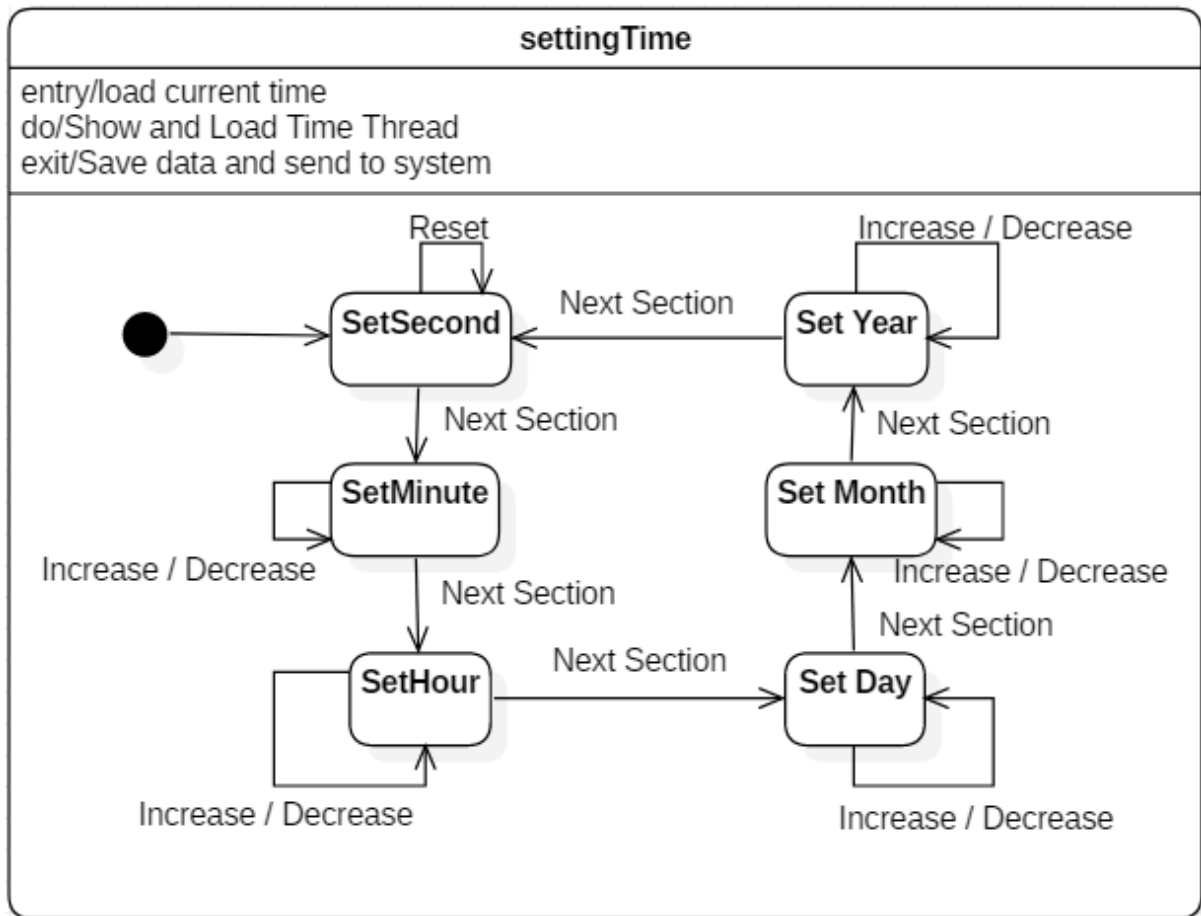 settingTime
entry/load current time
do/Show and Load Time Thread
exit/Save data and send to system
Reset
Increase / Decrease
SetSecond
Next Section
Set Year
Next Section
Next Section
SetMinute
Set Month
Increase / Decrease
Increase / Decrease
Next Section
Next Section
SetHour
Next Section
Set Day
Increase / Decrease
Increase / Decrease